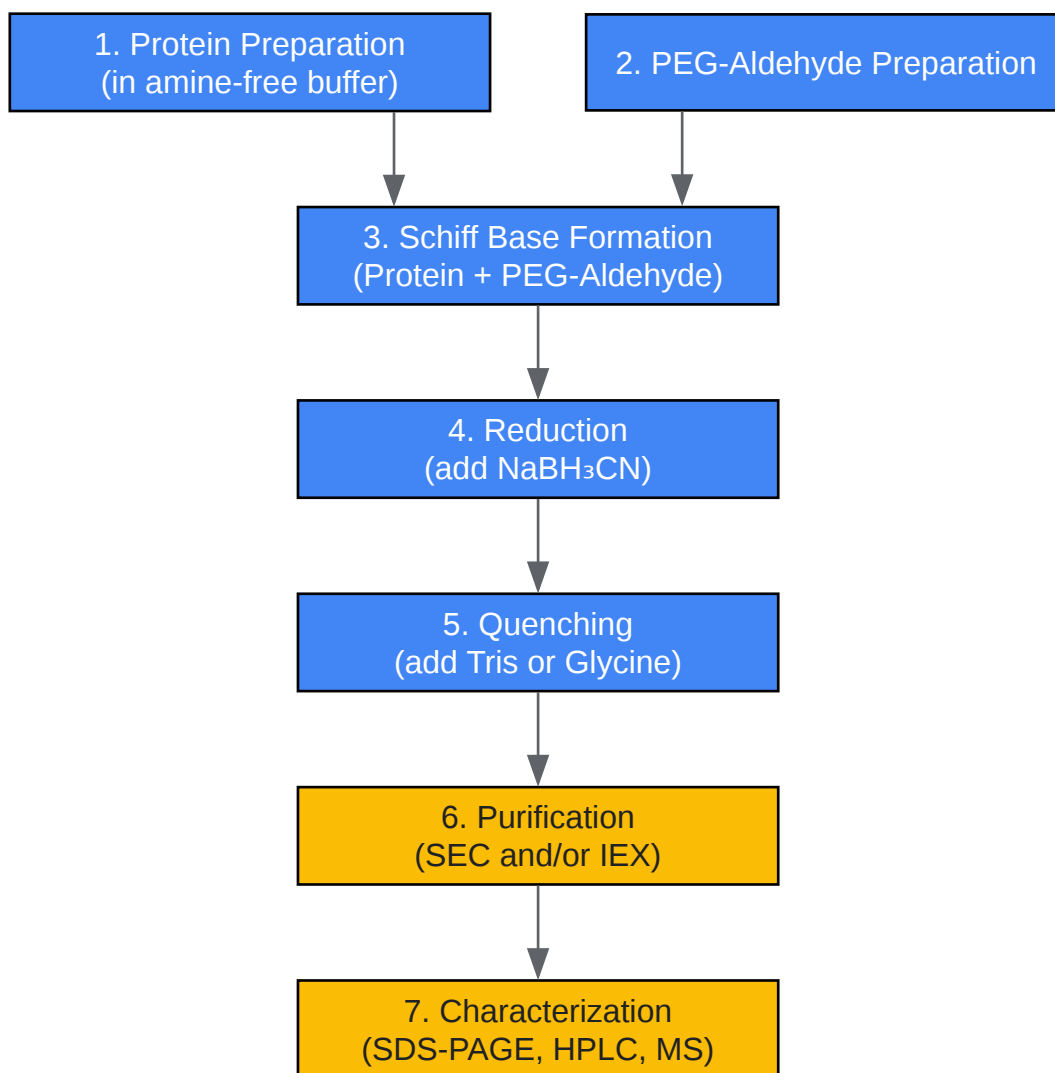 1. Protein Preparation
(in amine-free buffer)
2. PEG-Aldehyde Preparation
3. Schiff Base Formation
(Protein + PEG-Aldehyde)
4. Reduction
(add NaBH₃CN)
5. Quenching
(add Tris or Glycine)
6. Purification
(SEC and/or IEX)
7. Characterization
(SDS-PAGE, HPLC, MS)